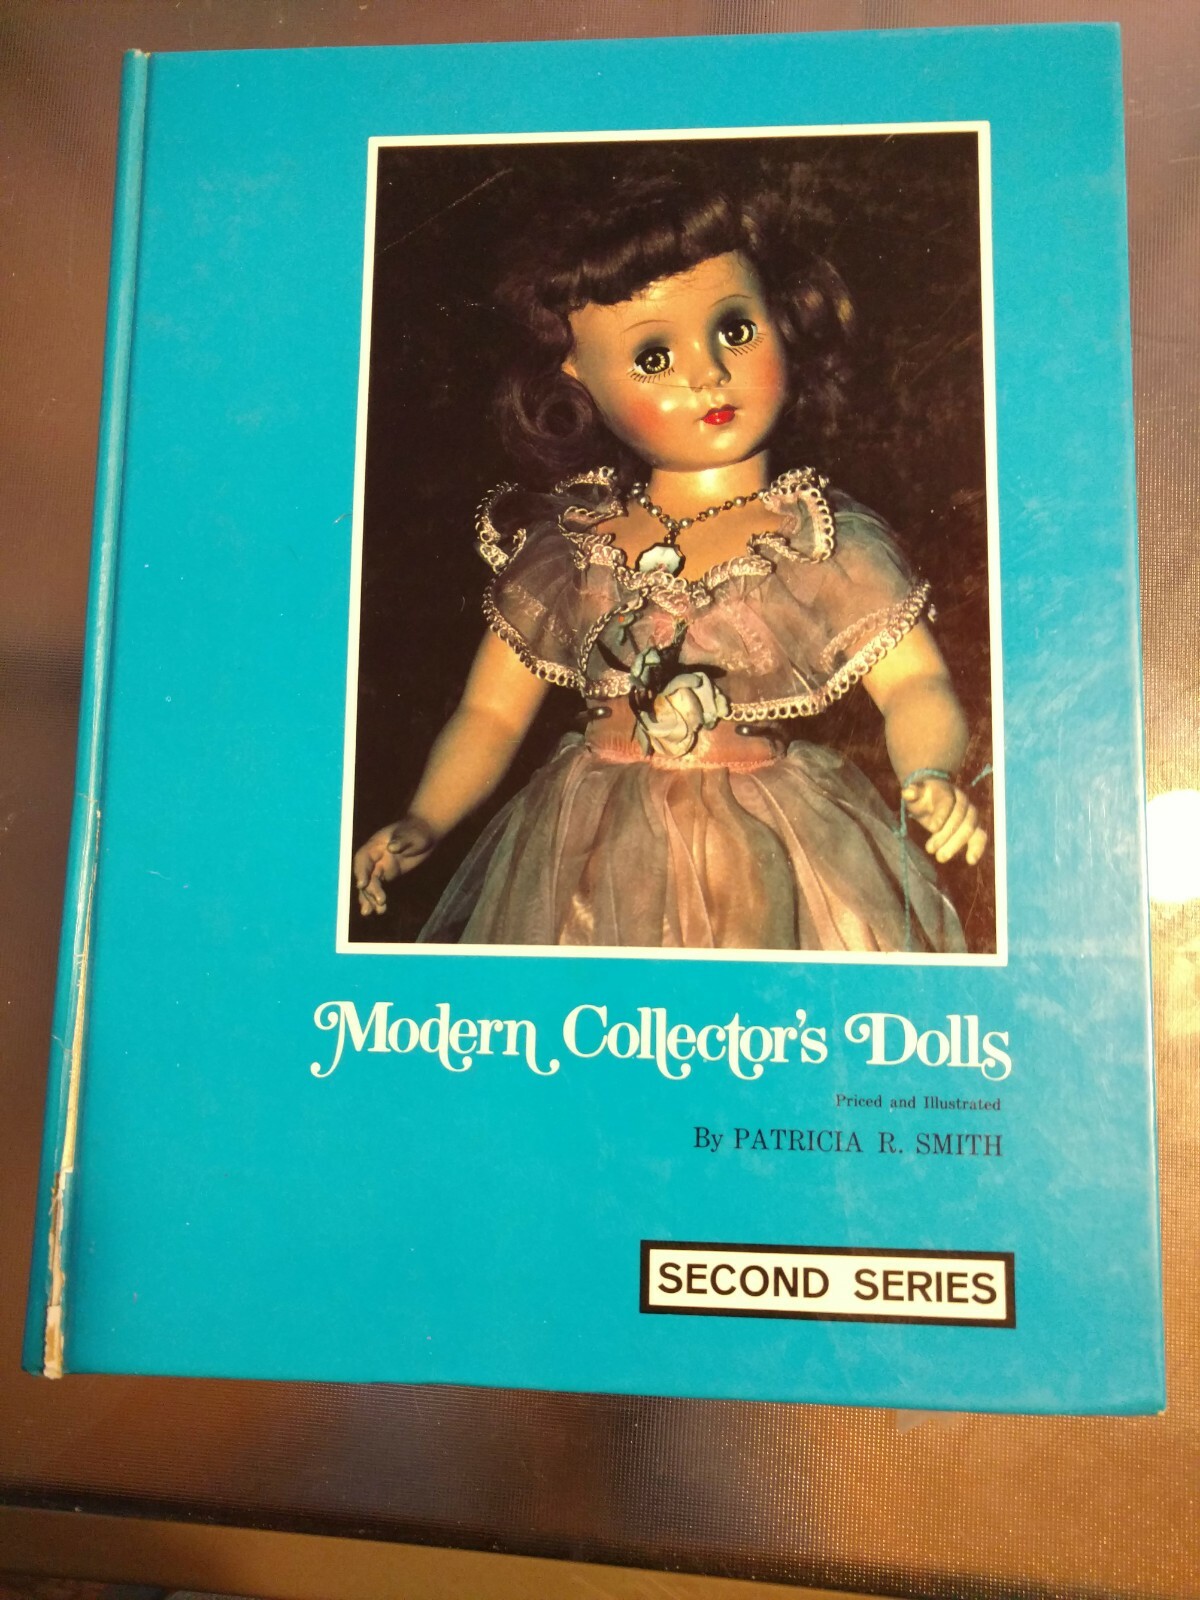 Modern Collector's Dolls
Priced and Illustrated
By PATRICIA R. SMITH
SECOND SERIES